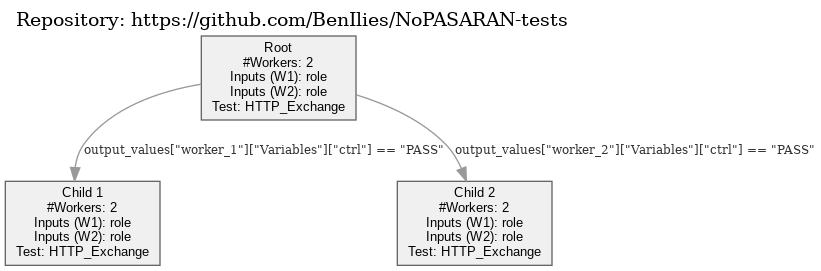 Repository: https://github.com/BenIlies/NoPASARAN-tests
Root
#Workers: 2
Inputs (W1): role
Inputs (W2): role
Test: HTTP_Exchange
output_values["worker_1"]["Variables"]["ctrl"] == "PASS"
output_values["worker_2"]["Variables"]["ctrl"] == "PASS"
Child 1
#Workers: 2
Inputs (W1): role
Inputs (W2): role
Test: HTTP_Exchange
Child 2
#Workers: 2
Inputs (W1): role
Inputs (W2): role
Test: HTTP_Exchange